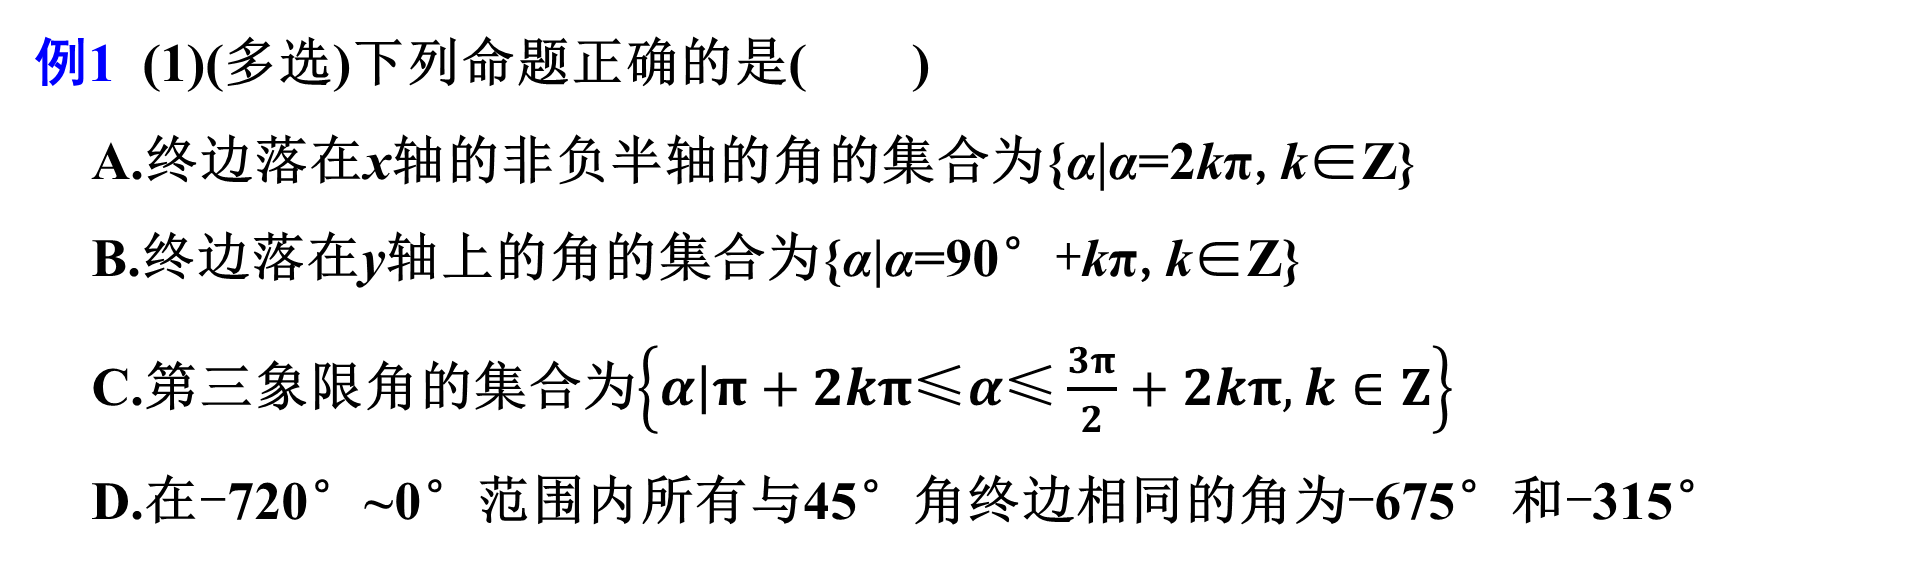 例1 (1)(多选)下列命题正确的是(　　)
A.终边落在x轴的非负半轴的角的集合为{α|α=2kπ, k∈Z}
B.终边落在y轴上的角的集合为{α|α=90°+kπ, k∈Z}
C.第三象限角的集合为{α|π + 2kπ≤α≤3π/2 + 2kπ, k ∈ Z}
D.在-720°~0°范围内所有与45°角终边相同的角为-675°和-315°